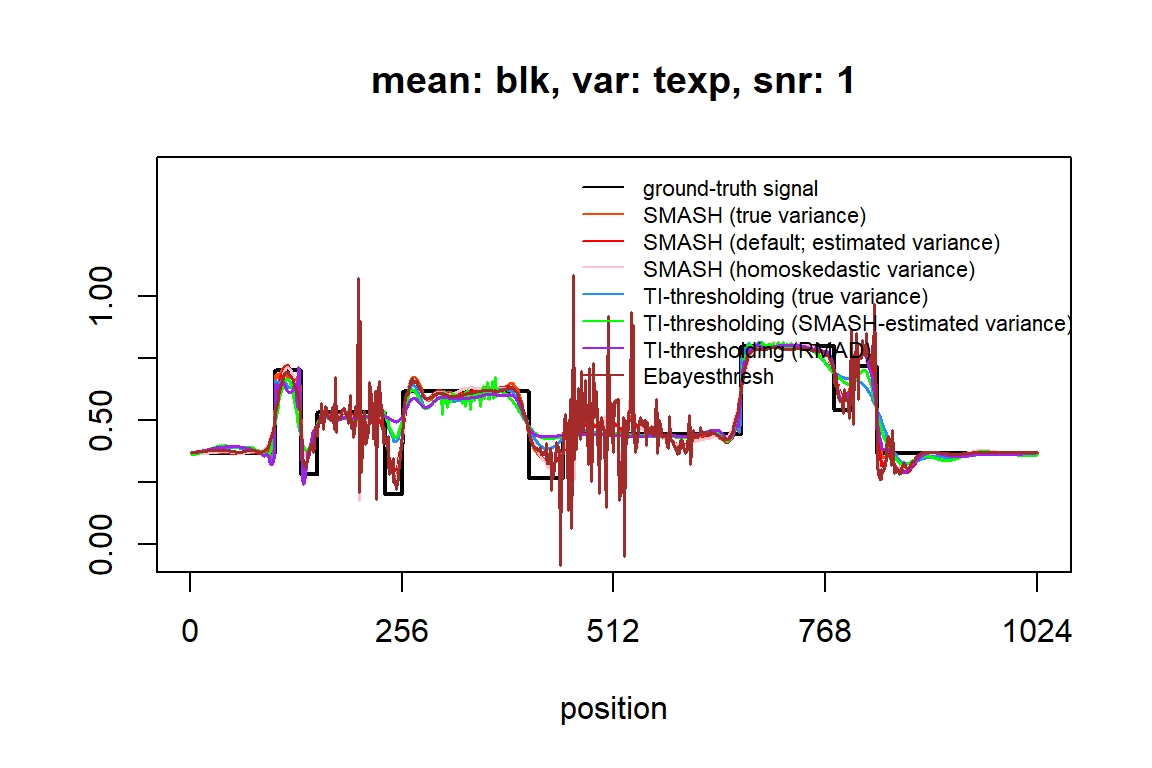 mean: blk, var: texp, snr: 1
ground-truth signal
SMASH (true variance)
SMASH (default; estimated variance)
SMASH (homoskedastic variance)
TI-thresholding (true variance)
TI-thresholding (SMASH-estimated variance)
TI-thresholding (RMAD)
Ebayesthresh
1.00
0.50
0.00
0 256 512 768 1024
position